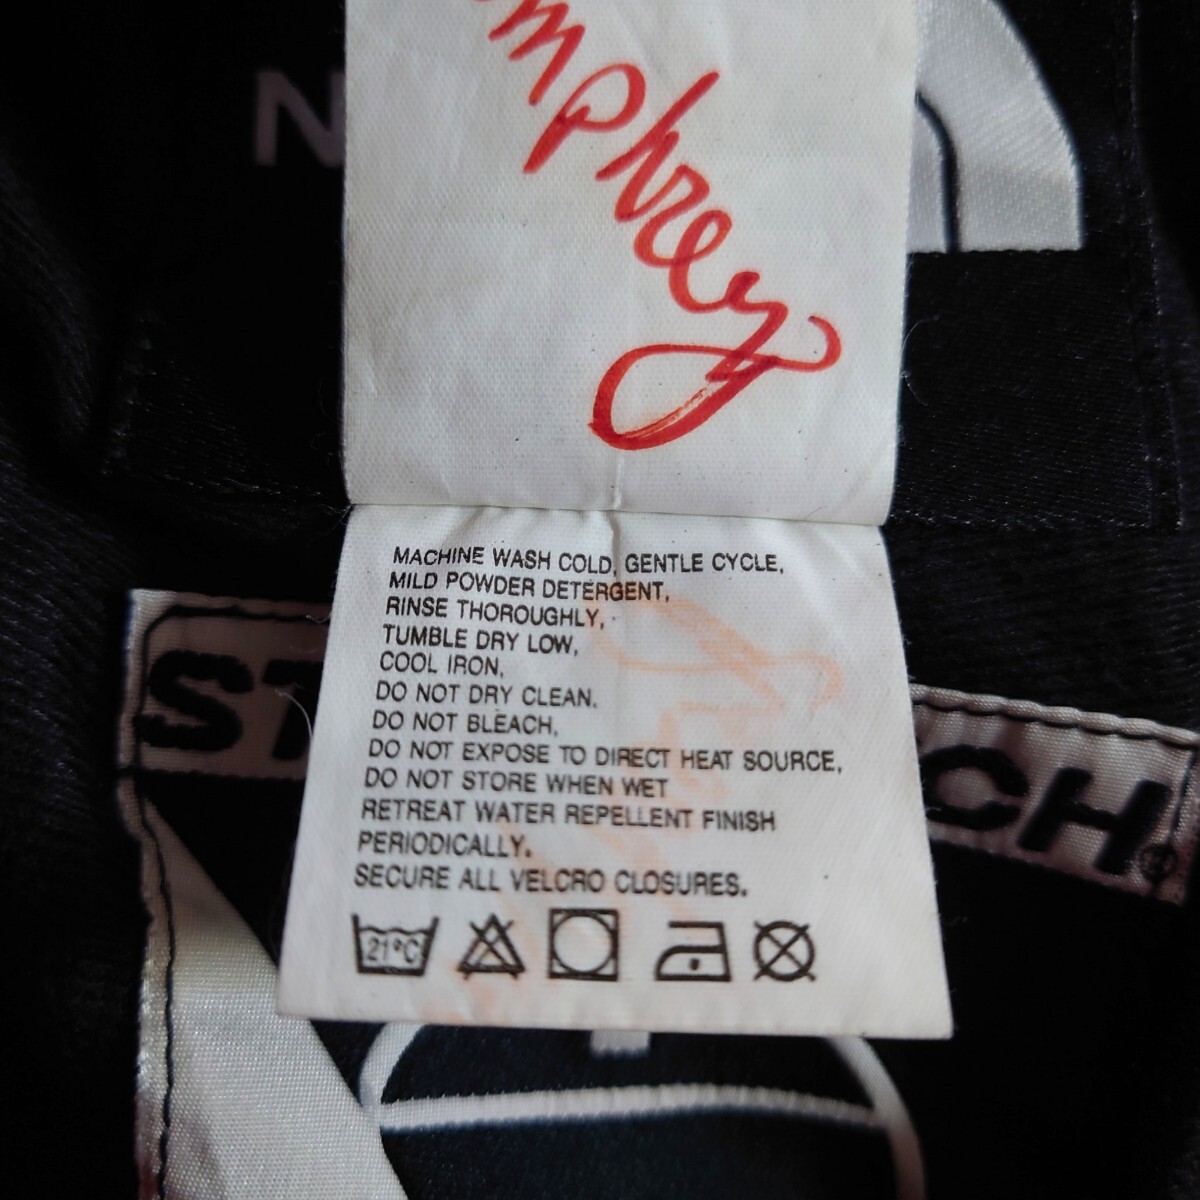 mphrey
N
MACHINE WASH COLD, GENTLE CYCLE,
MILD POWDER DETERGENT,
RINSE THOROUGHLY,
TUMBLE DRY LOW,
COOL IRON,
DO NOT DRY CLEAN,
DO NOT BLEACH,
DO NOT EXPOSE TO DIRECT HEAT SOURCE,
DO NOT STORE WHEN WET
RETREAT WATER REPELLENT FINISH
PERIODICALLY.
SECURE ALL VELCRO CLOSURES.
21°C
ST CH®